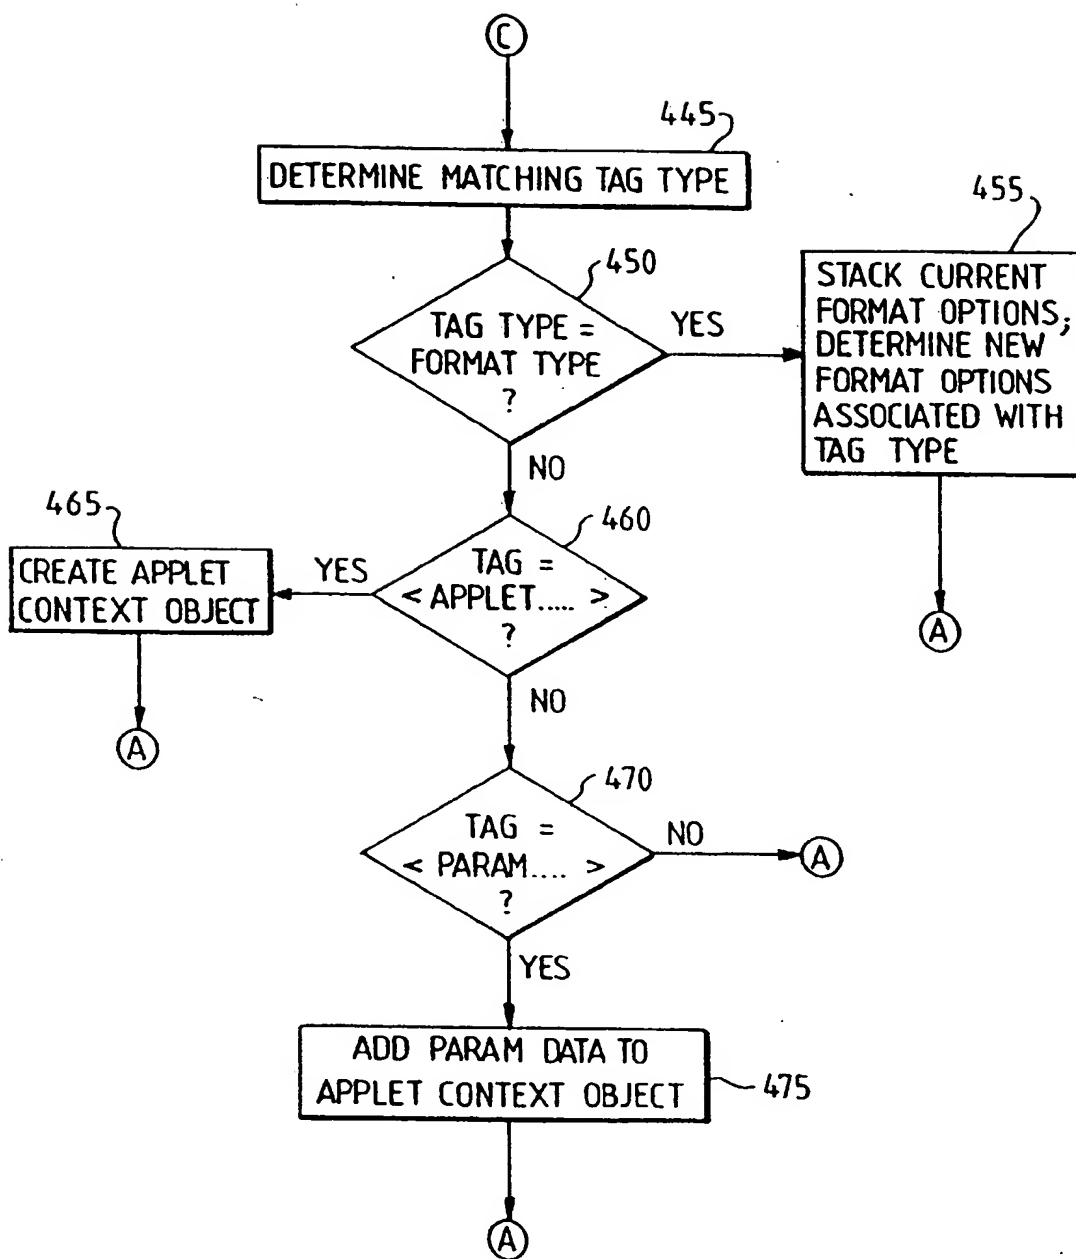 C
445
DETERMINE MATCHING TAG TYPE
450
TAG TYPE =
FORMAT TYPE
?
YES
455
STACK CURRENT
FORMAT OPTIONS;
DETERMINE NEW
FORMAT OPTIONS
ASSOCIATED WITH
TAG TYPE
A
NO
460
TAG =
< APPLET..... >
?
YES
465
CREATE APPLET
CONTEXT OBJECT
A
NO
470
TAG =
< PARAM.... >
?
NO
A
YES
ADD PARAM DATA TO
APPLET CONTEXT OBJECT
475
A